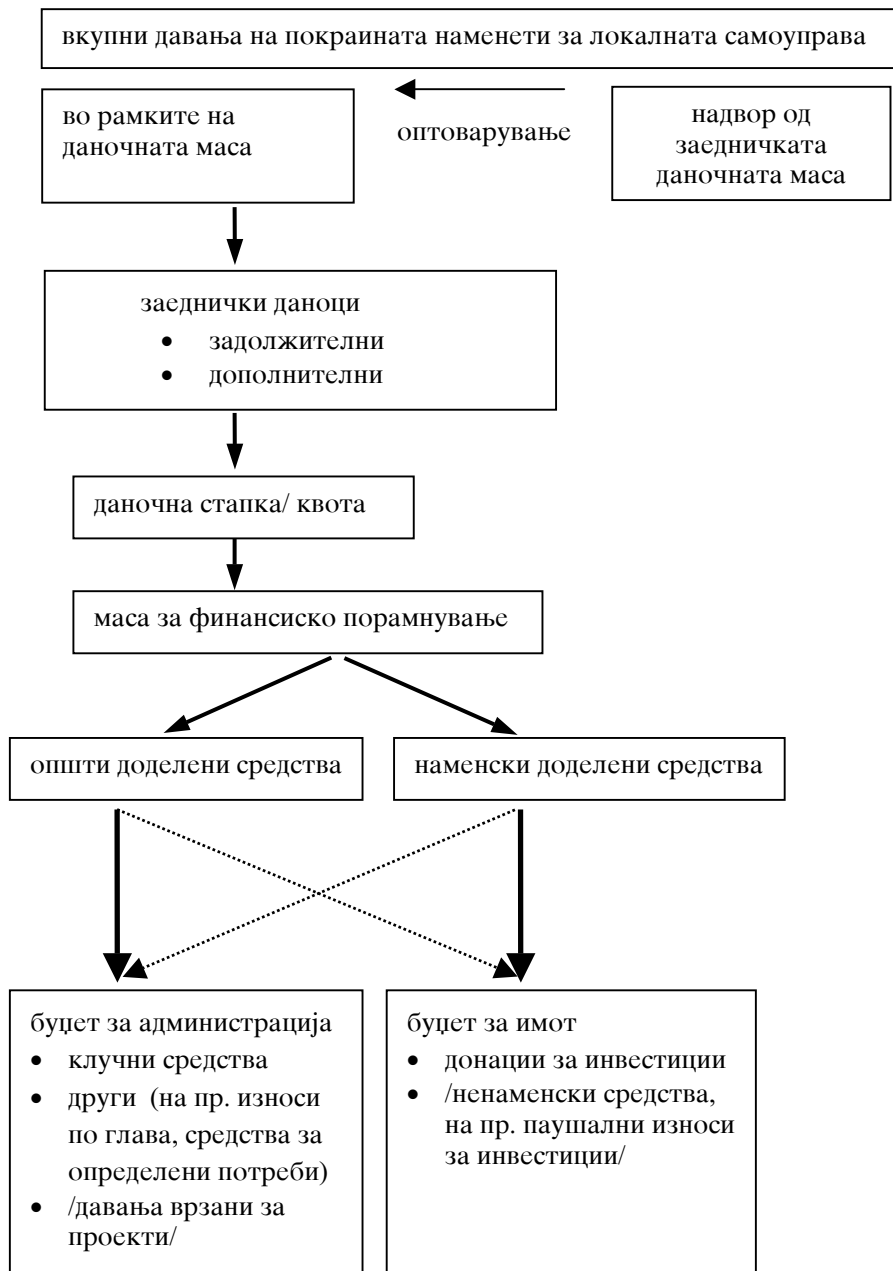 вкупни давања на покраината наменети за локалната самоуправа
во рамките на
даночната маса
оптоварување
надвор од
заедничката
даночната маса
заеднички даноци
• задолжителни
• дополнителни
даночна стапка/ квота
маса за финансиско порамнување
општи доделени средства
наменски доделени средства
буџет за администрација
• клучни средства
• други (на пр. износи
по глава, средства за
определени потреби)
• /давања врзани за
проекти/
буџет за имот
• донации за инвестиции
• /ненаменски средства,
на пр. паушални износи
за инвестиции/